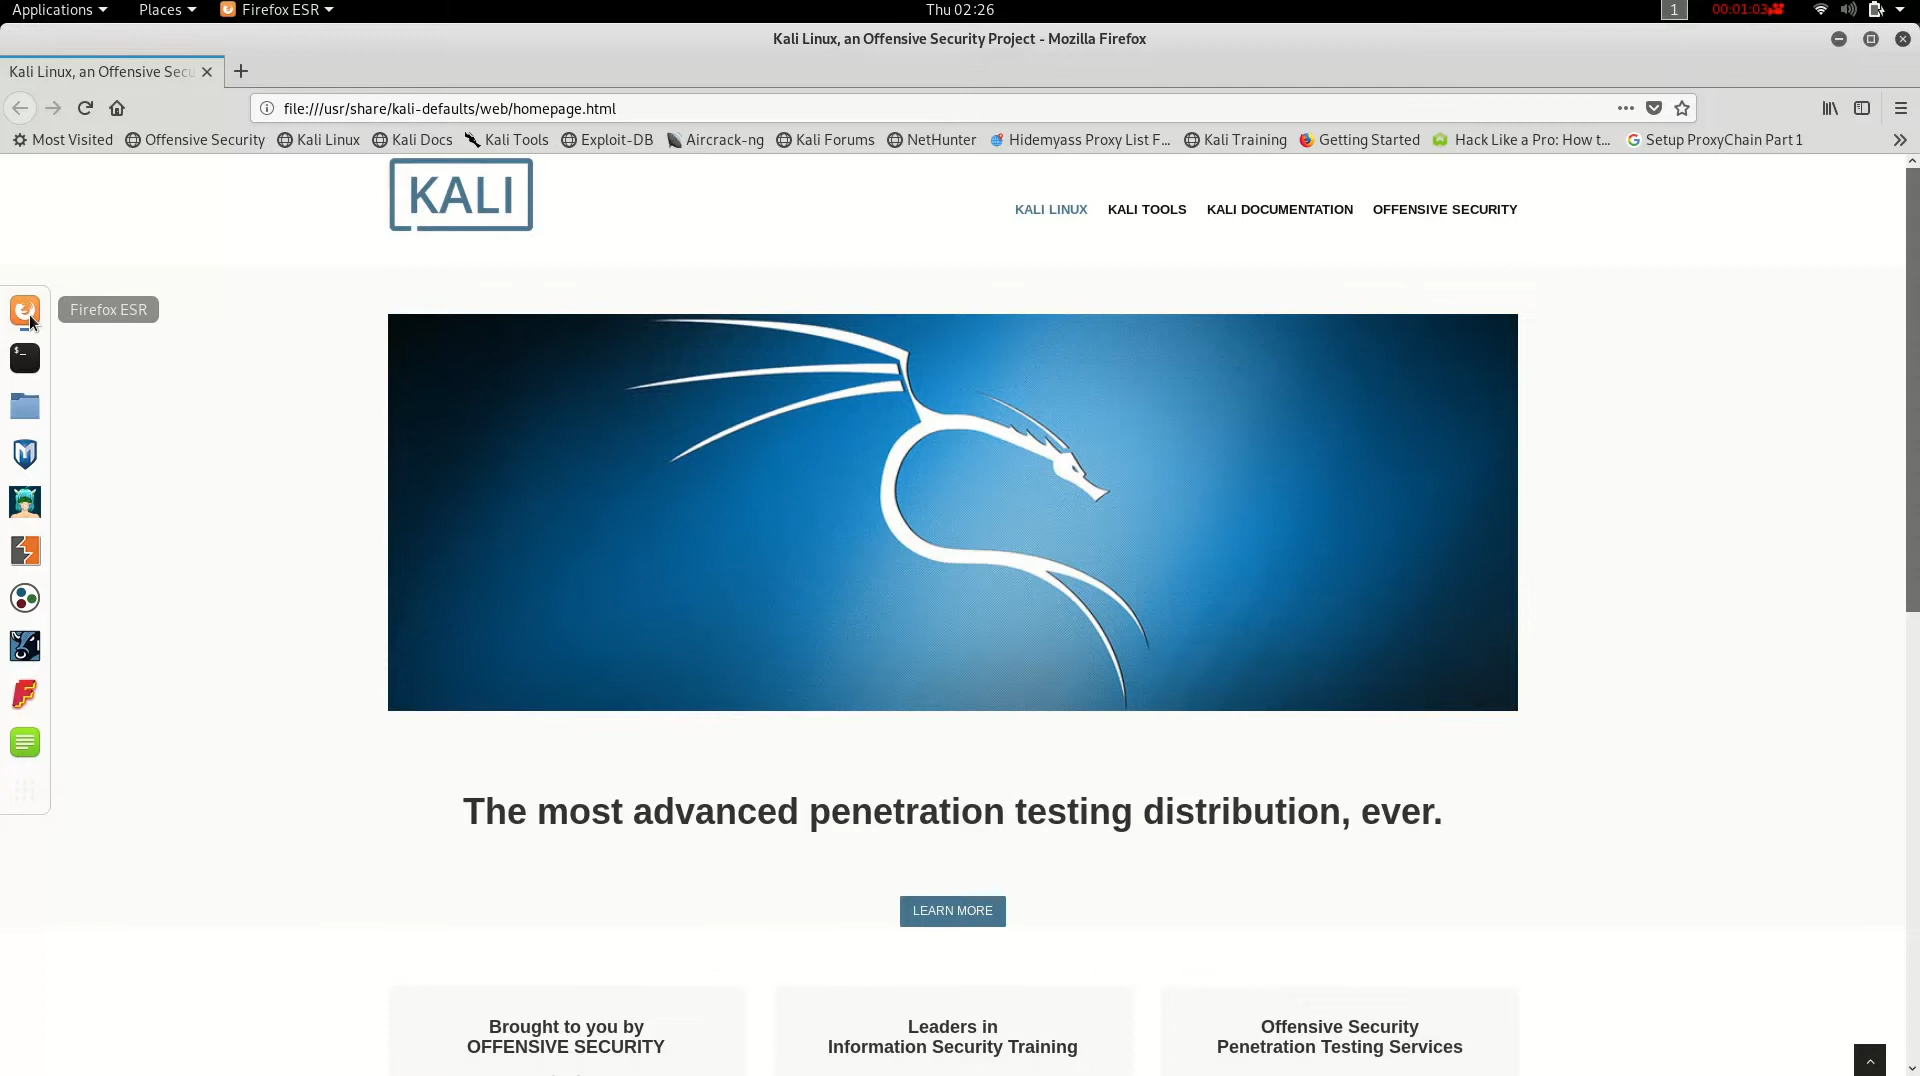 Applications Places Firefox ESR Thu 02:26 1 00:01:03
Kali Linux, an Offensive Security Project - Mozilla Firefox
Kali Linux, an Offensive Secu
file:///usr/share/kali-defaults/web/homepage.html
Most Visited Offensive Security Kali Linux Kali Docs Kali Tools Exploit-DB Aircrack-ng Kali Forums NetHunter Hidemyass Proxy List F... Kali Training Getting Started Hack Like a Pro: How t... Setup ProxyChain Part 1
KALI
KALI LINUX KALI TOOLS KALI DOCUMENTATION OFFENSIVE SECURITY
Firefox ESR
$_
The most advanced penetration testing distribution, ever.
LEARN MORE
Brought to you by
OFFENSIVE SECURITY
Leaders in
Information Security Training
Offensive Security
Penetration Testing Services